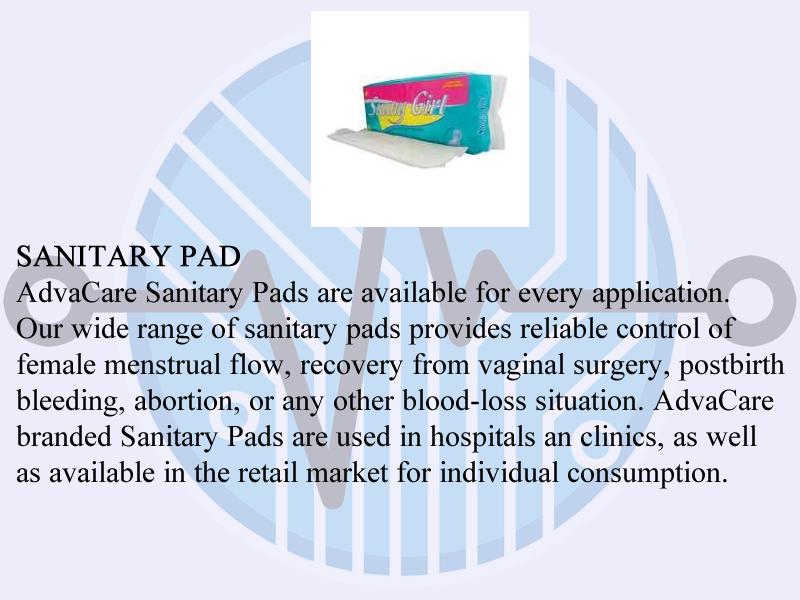 Sunny Girl
SANITARY PAD
AdvaCare Sanitary Pads are available for every application.
Our wide range of sanitary pads provides reliable control of
female menstrual flow, recovery from vaginal surgery, postbirth
bleeding, abortion, or any other blood-loss situation. AdvaCare
branded Sanitary Pads are used in hospitals an clinics, as well
as available in the retail market for individual consumption.